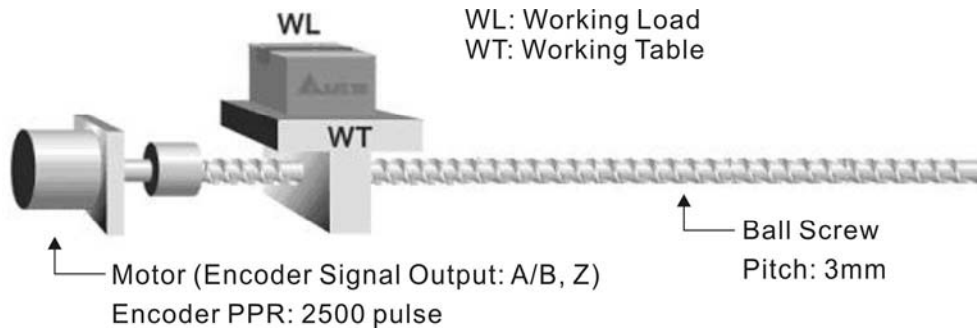 WL
WL: Working Load
WT: Working Table
WT
Ball Screw
Pitch: 3mm
Motor (Encoder Signal Output: A/B, Z)
Encoder PPR: 2500 pulse